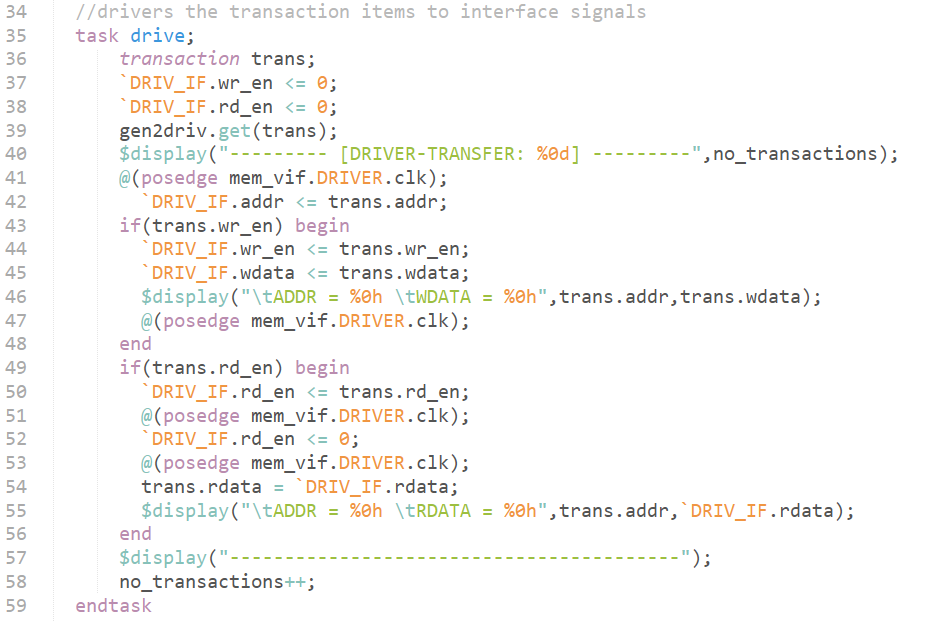 34 //drivers the transaction items to interface signals
35 task drive;
36     transaction trans;
37     `DRIV_IF.wr_en <= 0;
38     `DRIV_IF.rd_en <= 0;
39     gen2driv.get(trans);
40     $display("--------- [DRIVER-TRANSFER: %0d] ---------",no_transactions);
41     @(posedge mem_vif.DRIVER.clk);
42       `DRIV_IF.addr <= trans.addr;
43     if(trans.wr_en) begin
44       `DRIV_IF.wr_en <= trans.wr_en;
45       `DRIV_IF.wdata <= trans.wdata;
46       $display("\tADDR = %0h \tWDATA = %0h",trans.addr,trans.wdata);
47       @(posedge mem_vif.DRIVER.clk);
48     end
49     if(trans.rd_en) begin
50       `DRIV_IF.rd_en <= trans.rd_en;
51       @(posedge mem_vif.DRIVER.clk);
52       `DRIV_IF.rd_en <= 0;
53       @(posedge mem_vif.DRIVER.clk);
54       trans.rdata = `DRIV_IF.rdata;
55       $display("\tADDR = %0h \tRDATA = %0h",trans.addr,`DRIV_IF.rdata);
56     end
57     $display("-----------------------------------------");
58     no_transactions++;
59 endtask